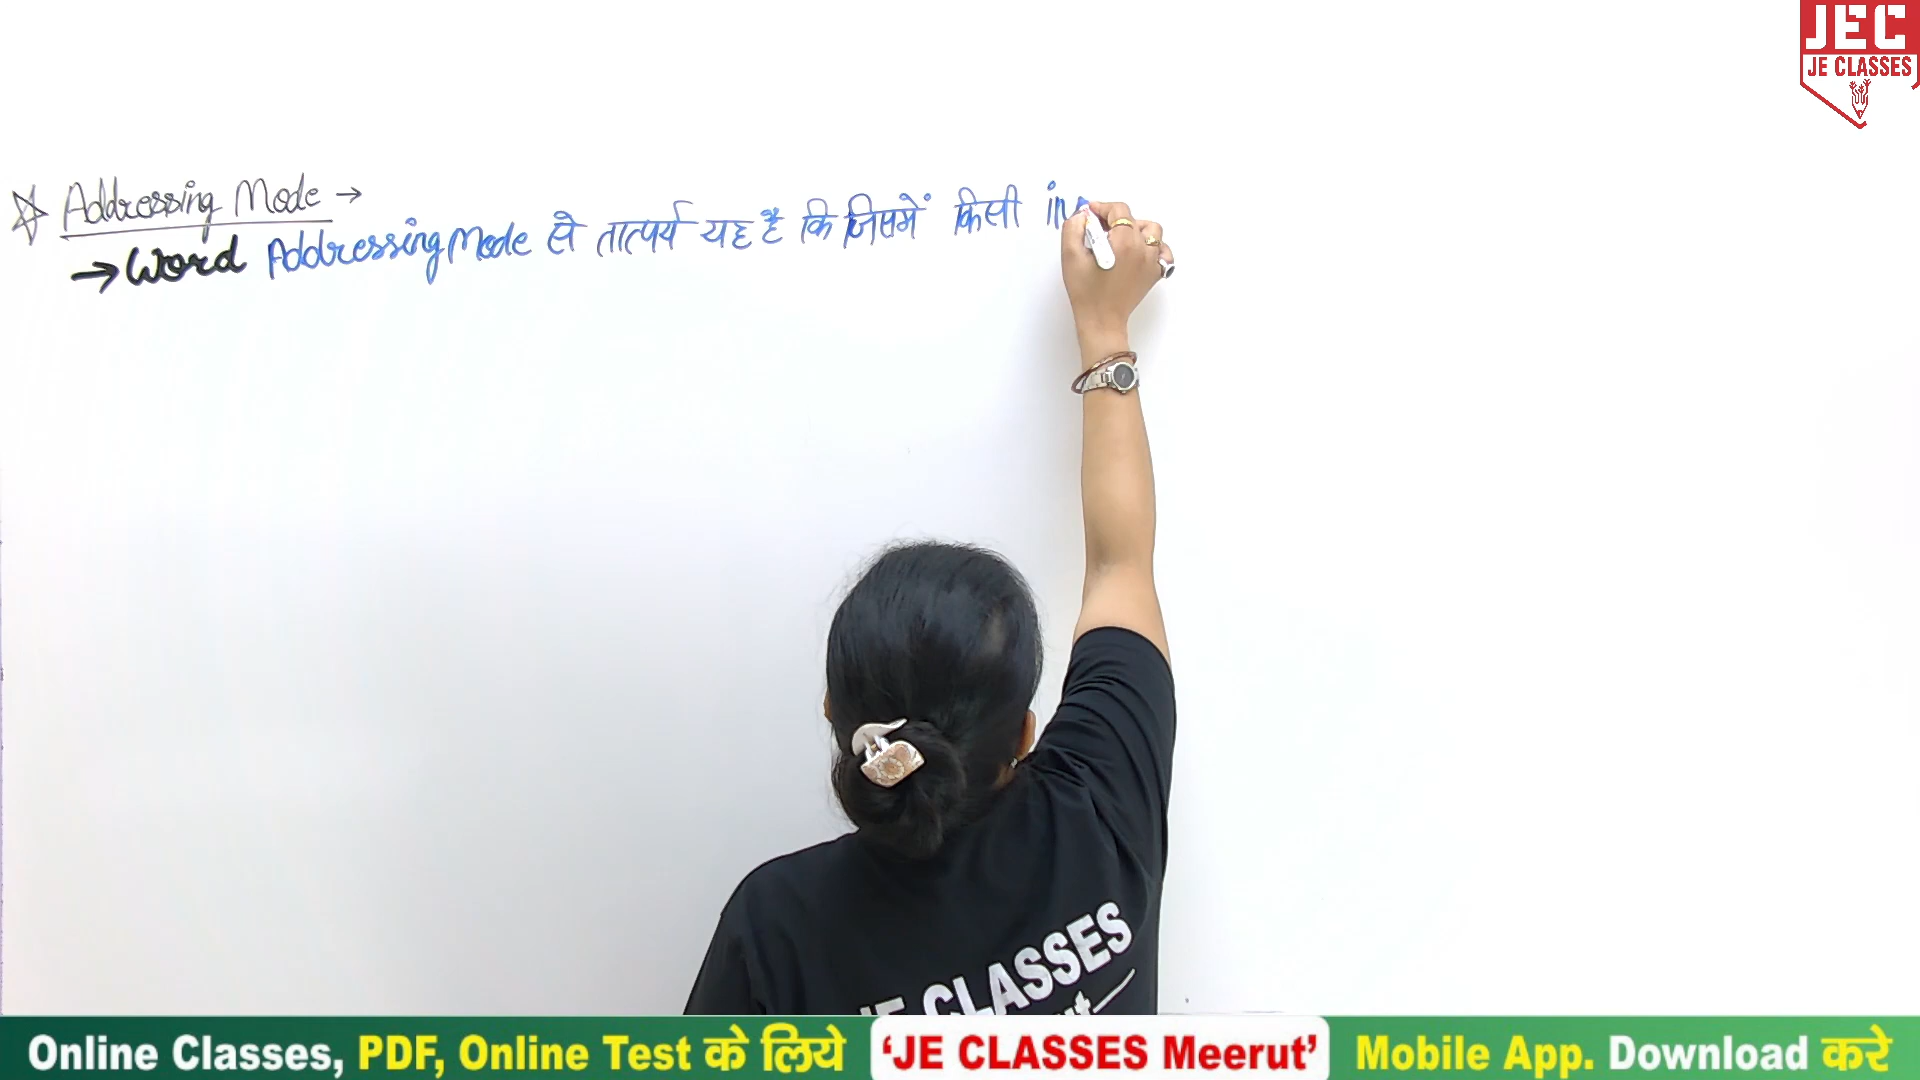 JEC
JE CLASSES
Addressing Mode →
→ Word Addressing Mode से तात्पर्य यह है कि जिसमें किसी
JE CLASSES
Online Classes, PDF, Online Test के लिये 'JE CLASSES Meerut' Mobile App. Download करे